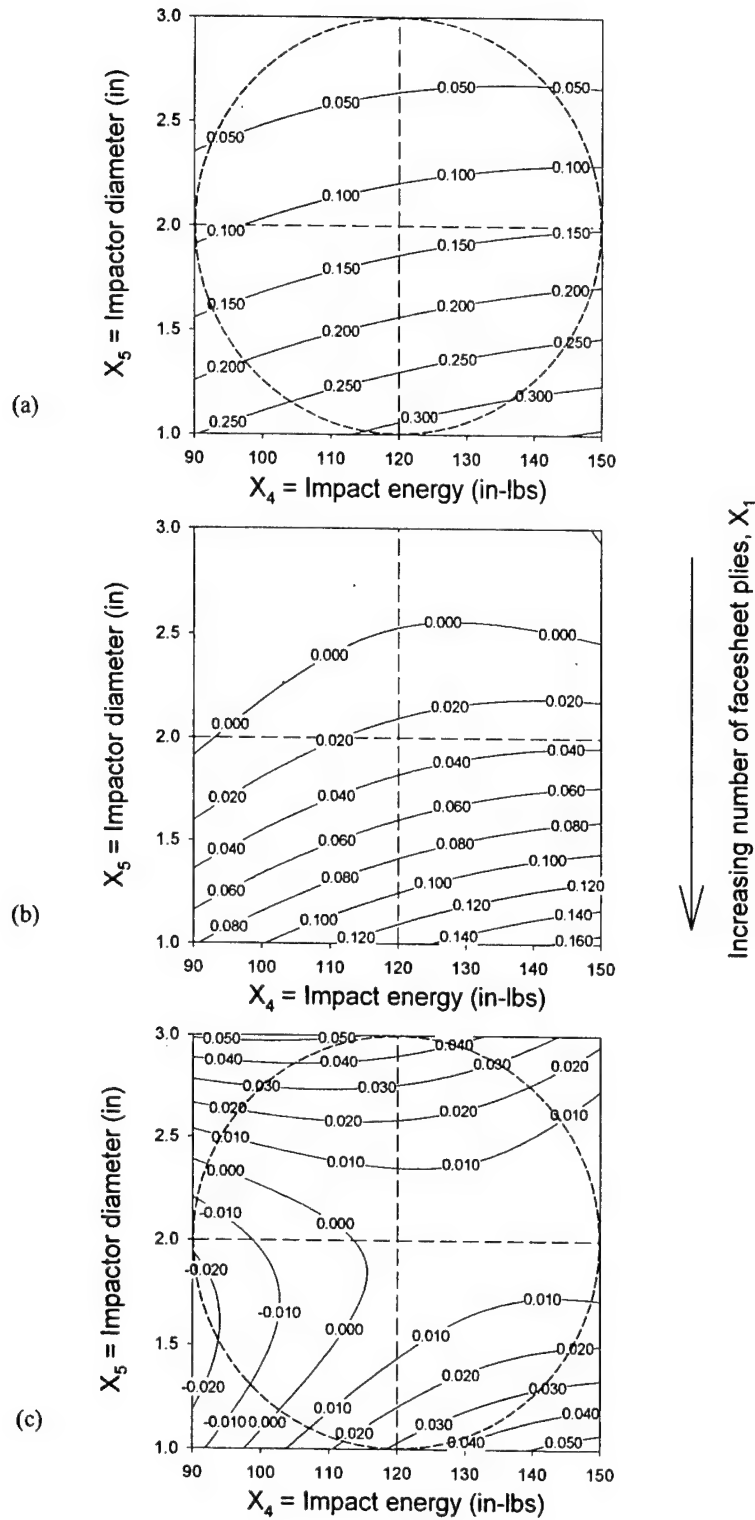 3.0
2.5
2.0
1.5
1.0
X5 = Impactor diameter (in)
0.050 0.050 0.050 0.050
0.100 0.100 0.100 0.100
0.150 0.150 0.150
0.200 0.200 0.200
0.250 0.250 0.250
0.300 0.300
90 100 110 120 130 140 150
X4 = Impact energy (in-lbs)
(a)
3.0
2.5
2.0
1.5
1.0
X5 = Impactor diameter (in)
0.000 0.000 0.000 0.000
0.020 0.020 0.020 0.020
0.040 0.040 0.040 0.040
0.060 0.060 0.060 0.060
0.080 0.080 0.080 0.080
0.100 0.100 0.100
0.120 0.120 0.120
0.140 0.140
0.160
90 100 110 120 130 140 150
X4 = Impact energy (in-lbs)
(b)
Increasing number of facesheet plies, X1
3.0
2.5
2.0
1.5
1.0
X5 = Impactor diameter (in)
0.050 0.050
0.040 0.040 0.040
0.030 0.030 0.030
0.020 0.020 0.020 0.020
0.010 0.010 0.010
0.000 0.000 0.000 0.000
-0.010 -0.010 -0.010
-0.020 -0.020
0.010 0.010 0.010
0.020 0.020 0.020
0.030 0.030
0.040 0.040
0.050
90 100 110 120 130 140 150
X4 = Impact energy (in-lbs)
(c)